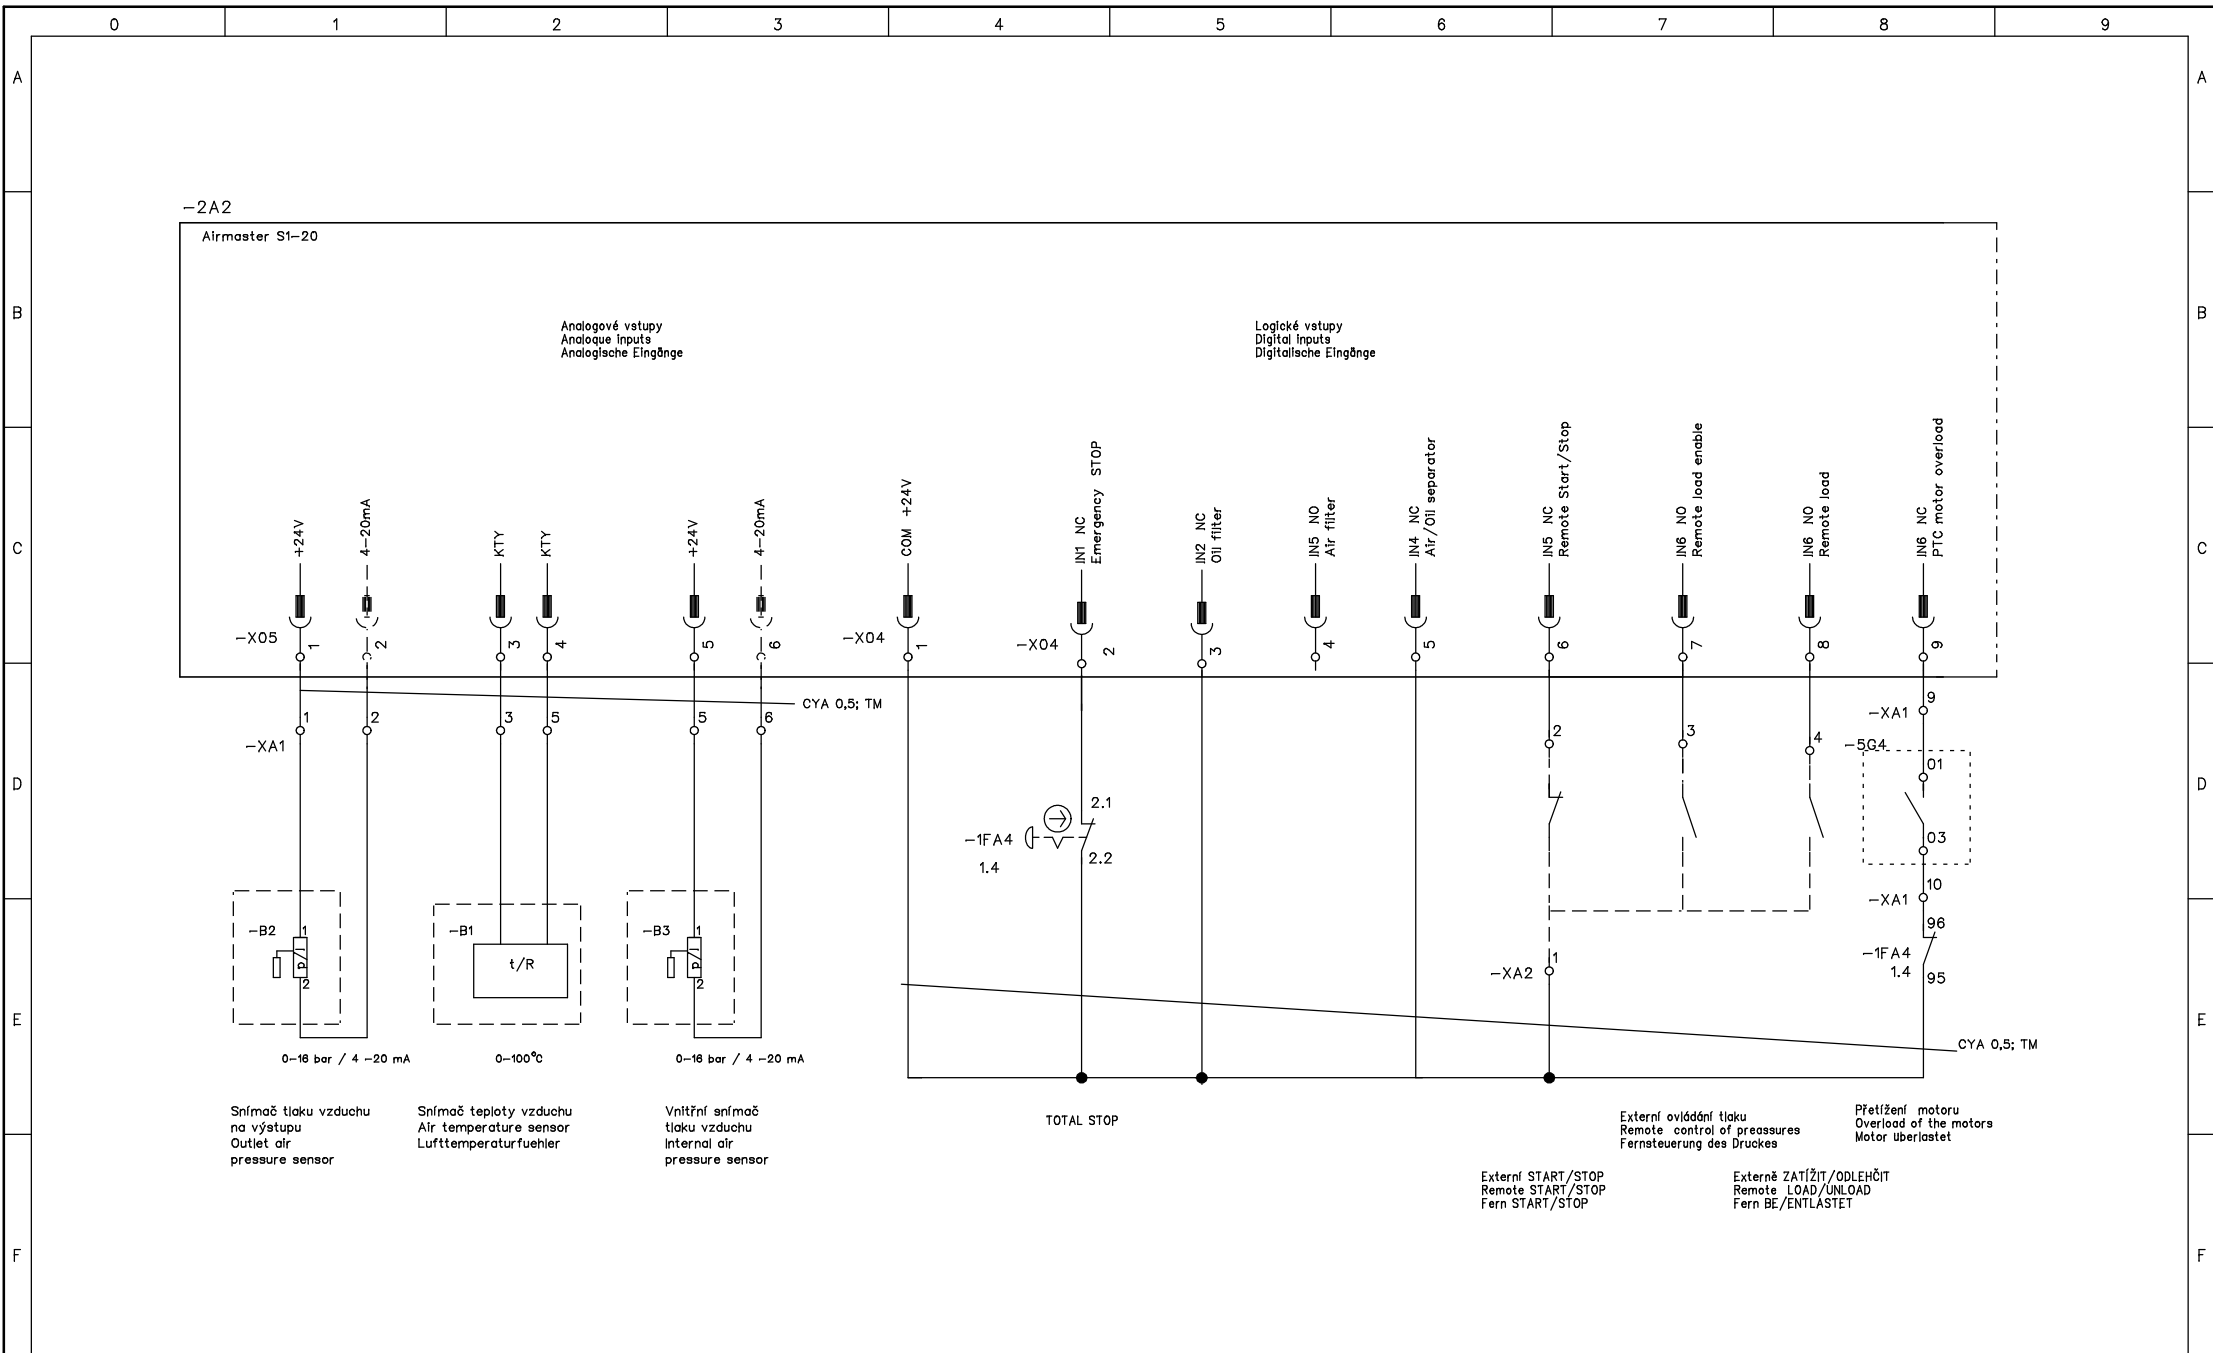 0 1 2 3 4 5 6 7 8 9
A A
-2A2
Airmaster S1-20
B B
Analogové vstupy
Analoque inputs
Analogische Eingänge
Logické vstupy
Digital inputs
Digitalische Eingänge
C C
+24V
4-20mA
KTY
KTY
+24V
4-20mA
COM +24V
IN1 NC
Emergency STOP
IN2 NC
Oil filter
IN5 NO
Air filter
IN4 NC
Air/Oil separator
IN5 NC
Remote Start/Stop
IN6 NO
Remote load enable
IN6 NO
Remote load
IN6 NC
PTC motor overload
-X05 1 2 3 4 5 6 -X04 1 -X04 2 3 4 5 6 7 8 9
CYA 0,5; TM
-XA1 1 2 3 5 5 6
2 3 4
-XA1 9
-5G4
01
03
D D
-1FA4
1.4
2.1
2.2
-XA1 10
-B2 1
p/I
2
-B1
t/R
-B3 1
p/I
2
-XA2 1
96
-1FA4
1.4
95
E E
CYA 0,5; TM
0-16 bar / 4 -20 mA
0-100°C
0-16 bar / 4 -20 mA
Snímač tlaku vzduchu
na výstupu
Outlet air
pressure sensor
Snímač teploty vzduchu
Air temperature sensor
Lufttemperaturfuehler
Vnitřní snímač
tlaku vzduchu
Internal air
pressure sensor
TOTAL STOP
Externí ovládání tlaku
Remote control of preassures
Fernsteuerung des Druckes
Přetížení motoru
Overload of the motors
Motor uberlastet
Externí START/STOP
Remote START/STOP
Fern START/STOP
Externě ZATÍŽIT/ODLEHČIT
Remote LOAD/UNLOAD
Fern BE/ENTLASTET
F F